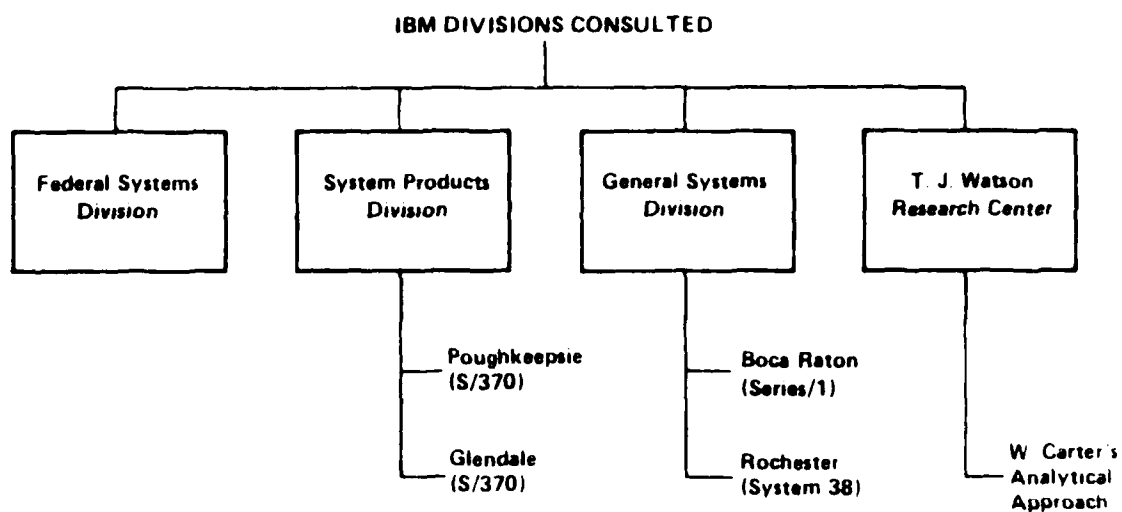 IBM DIVISIONS CONSULTED
Federal Systems
Division
System Products
Division
General Systems
Division
T. J. Watson
Research Center
Poughkeepsie
(S/370)
Glendale
(S/370)
Boca Raton
(Series/1)
Rochester
(System 38)
W. Carter's
Analytical
Approach